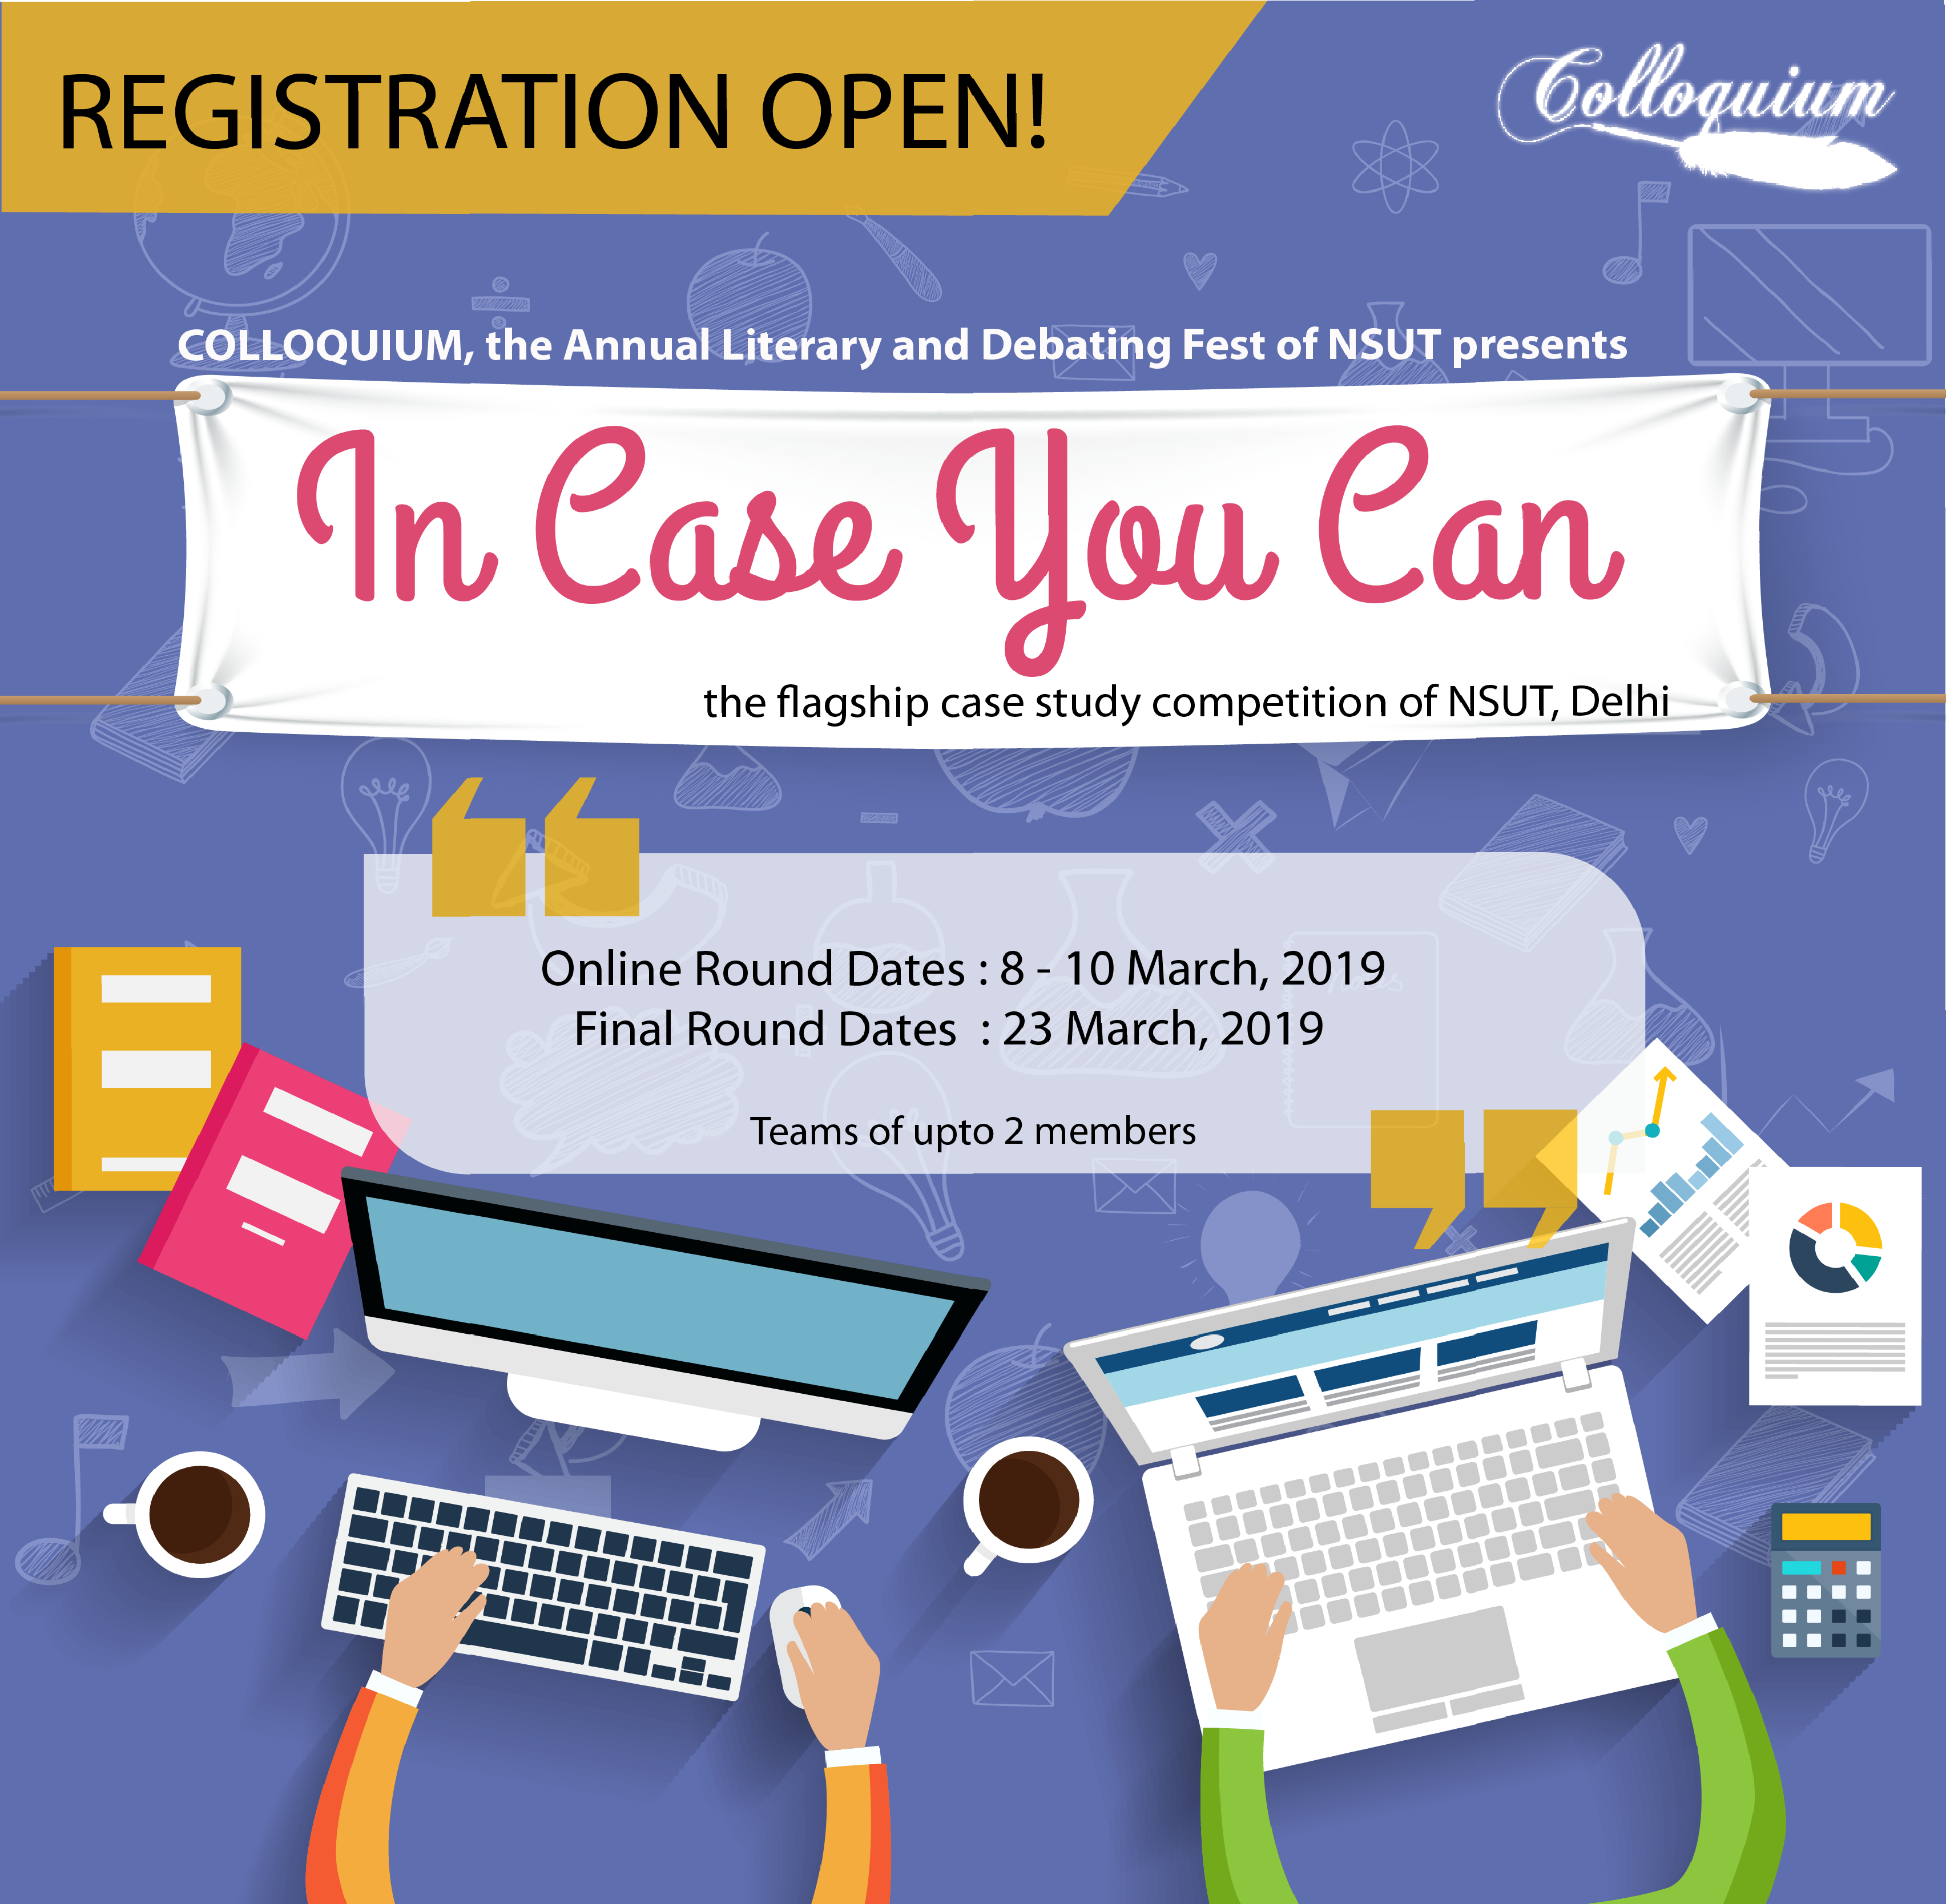 REGISTRATION OPEN!
Colloquium
COLLOQUIUM, the Annual Literary and Debating Fest of NSUT presents
In Case You Can
the flagship case study competition of NSUT, Delhi
Online Round Dates : 8 - 10 March, 2019
Final Round Dates : 23 March, 2019
Teams of upto 2 members